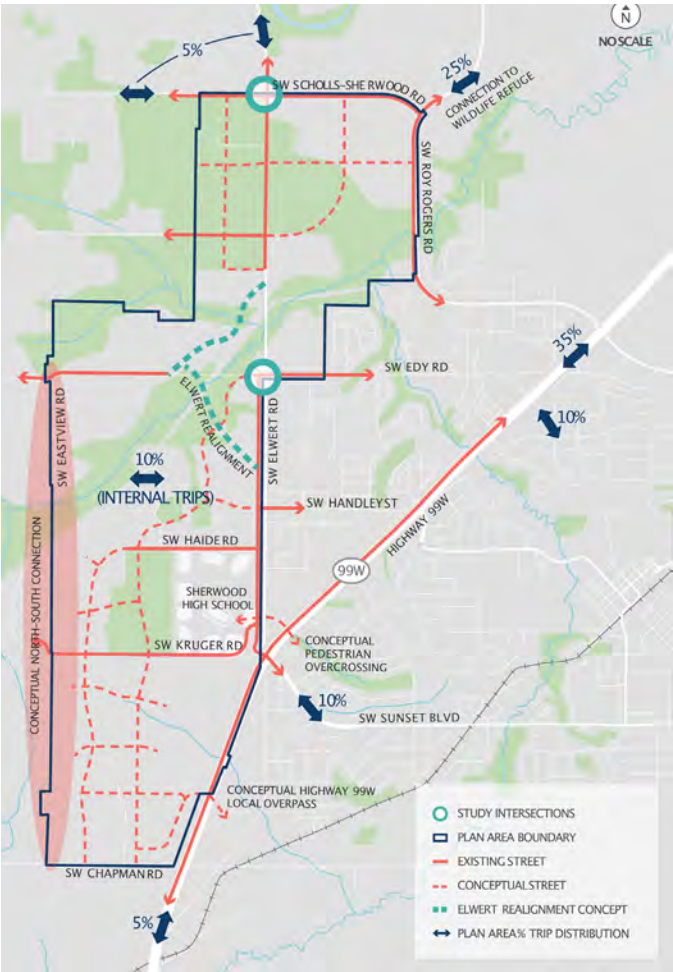 N
NO SCALE
5%
25%
SW SCHOLLS-SHERWOOD RD
CONNECTION TO
WILDLIFE REFUGE
SW ROY ROGERS RD
35%
SW EDY RD
10%
ELWERT REALIGNMENT
SW ELWERT RD
SW EASTVIEW RD
10%
(INTERNAL TRIPS)
SW HANDLEY ST
HIGHWAY 99W
SW HAIDE RD
99W
SHERWOOD
HIGH SCHOOL
CONCEPTUAL NORTH-SOUTH CONNECTION
SW KRUGER RD
CONCEPTUAL
PEDESTRIAN
OVERCROSSING
10%
SW SUNSET BLVD
CONCEPTUAL HIGHWAY 99W
LOCAL OVERPASS
SW CHAPMAN RD
5%
STUDY INTERSECTIONS
PLAN AREA BOUNDARY
EXISTING STREET
CONCEPTUAL STREET
ELWERT REALIGNMENT CONCEPT
PLAN AREA % TRIP DISTRIBUTION